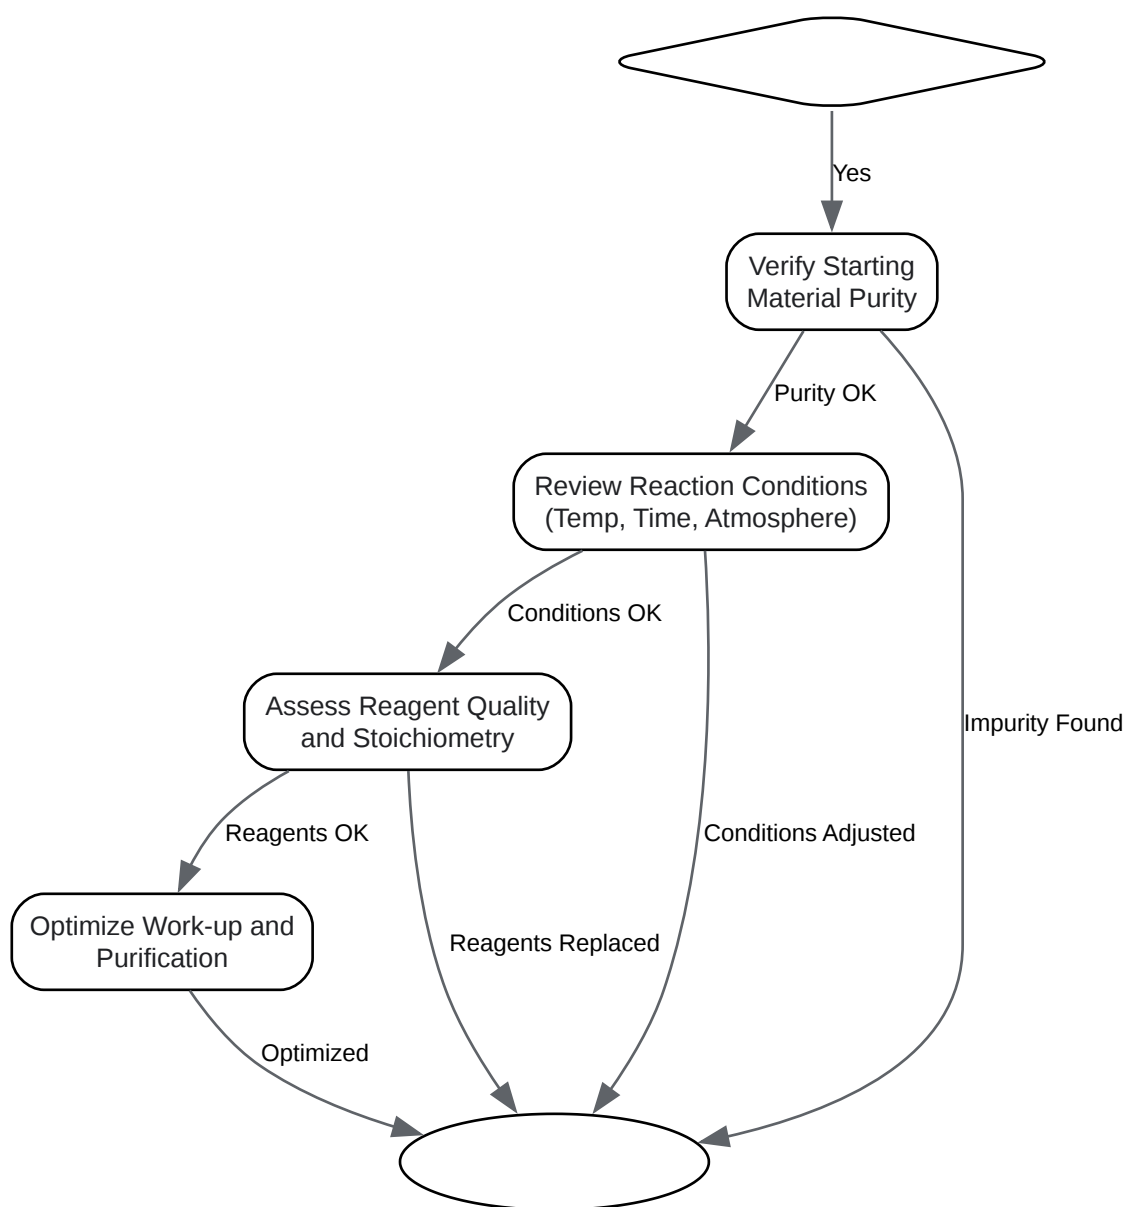 Yes
Verify Starting
Material Purity
Purity OK
Review Reaction Conditions
(Temp, Time, Atmosphere)
Conditions OK
Assess Reagent Quality
and Stoichiometry
Impurity Found
Reagents OK
Conditions Adjusted
Optimize Work-up and
Purification
Reagents Replaced
Optimized